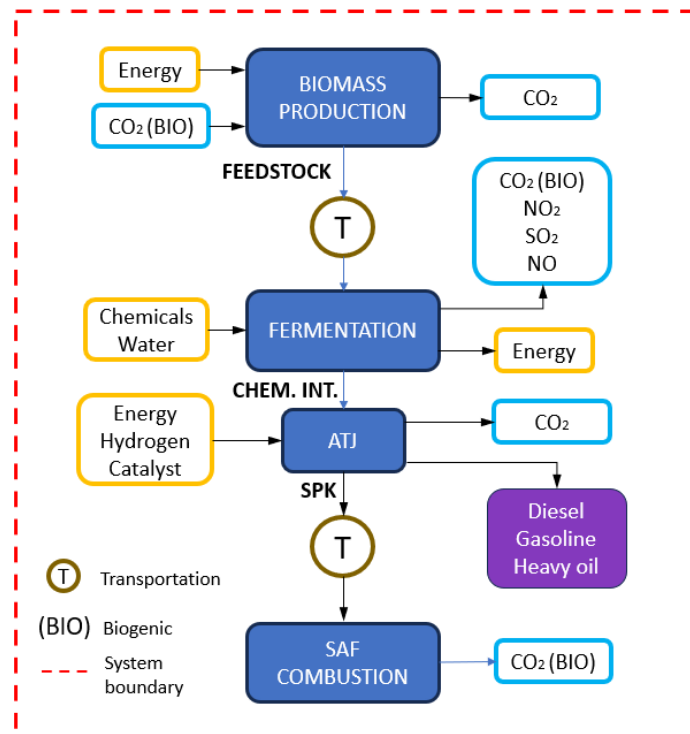 Energy
BIOMASS
PRODUCTION
CO₂
CO₂ (BIO)
FEEDSTOCK
T
CO₂ (BIO)
NO₂
SO₂
NO
Chemicals
Water
FERMENTATION
Energy
CHEM. INT.
Energy
Hydrogen
Catalyst
ATJ
CO₂
SPK
T
Diesel
Gasoline
Heavy oil
T Transportation
(BIO) Biogenic
System
boundary
SAF
COMBUSTION
CO₂ (BIO)